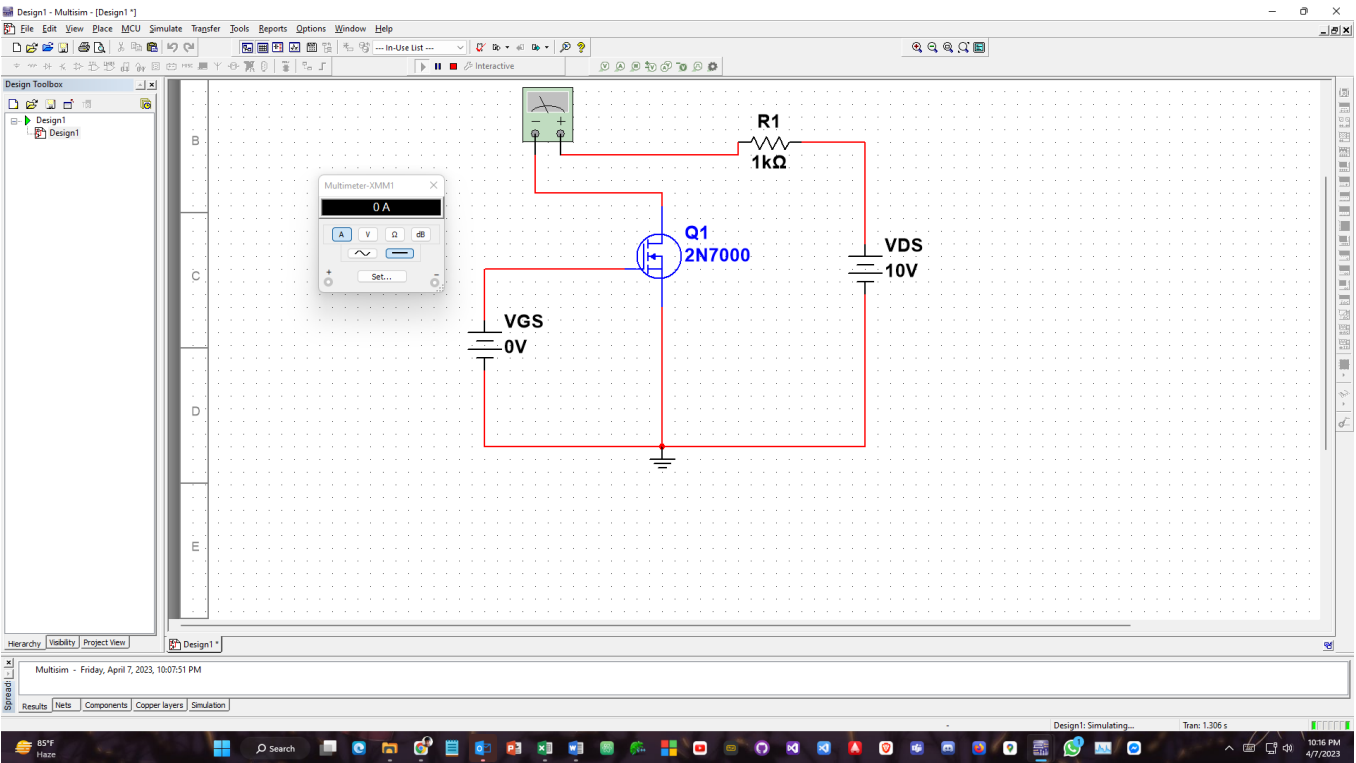 Design1 - Multisim - [Design1 *]
File Edit View Place MCU Simulate Transfer Tools Reports Options Window Help
--- In-Use List ---
Interactive
Design Toolbox
Design1
Design1
B
C
D
E
R1
1kΩ
Multimeter-XMM1
0 A
A V Ω dB
Set...
+ -
- +
Q1
2N7000
VDS
10V
VGS
0V
Hierarchy Visibility Project View
Design1 *
Multisim - Friday, April 7, 2023, 10:07:51 PM
Results Nets Components Copper layers Simulation
- Design1: Simulating... Tran: 1.306 s
85°F
Haze
Search
10:16 PM
4/7/2023